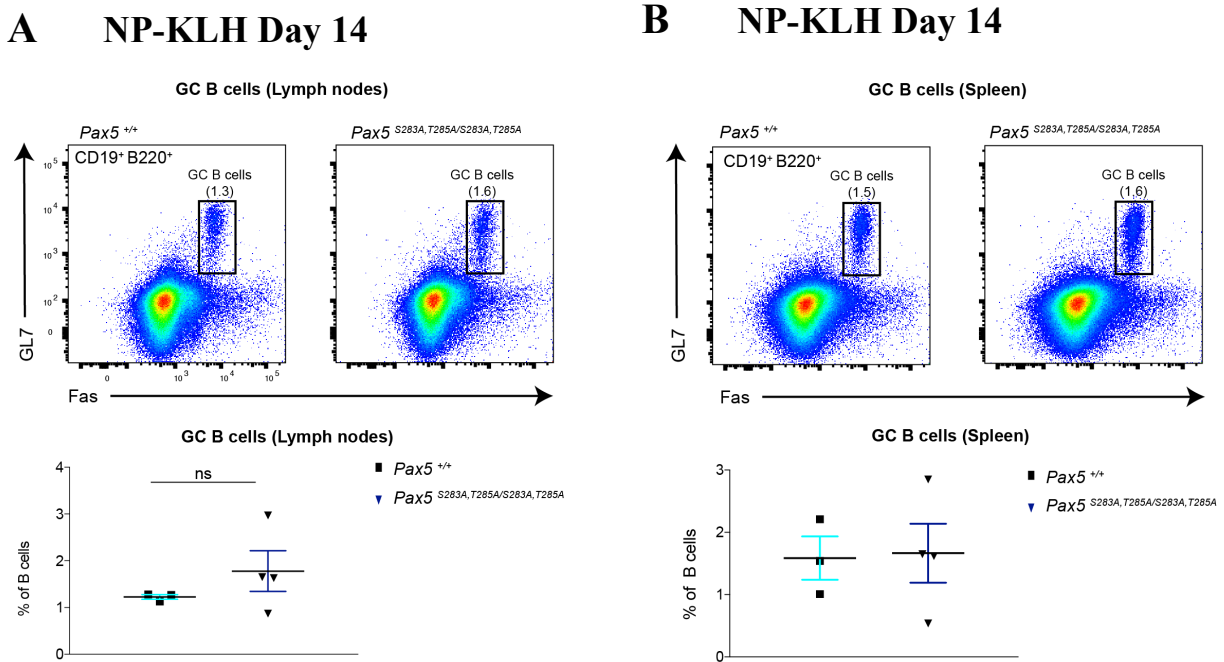 A NP-KLH Day 14
GC B cells (Lymph nodes)
Pax5 +/+
Pax5 S283A,T285A/S283A,T285A
CD19+ B220+
GC B cells
(1.3)
GC B cells
(1.6)
10^5
10^4
10^3
10^2
0
GL7
0 10^3 10^4 10^5
Fas
GC B cells (Lymph nodes)
4
3
2
1
0
% of B cells
ns
Pax5 +/+
Pax5 S283A,T285A/S283A,T285A
B NP-KLH Day 14
GC B cells (Spleen)
Pax5 +/+
Pax5 S283A,T285A/S283A,T285A
CD19+ B220+
GC B cells
(1.5)
GC B cells
(1.6)
GL7
Fas
GC B cells (Spleen)
3
2
1
0
% of B cells
Pax5 +/+
Pax5 S283A,T285A/S283A,T285A